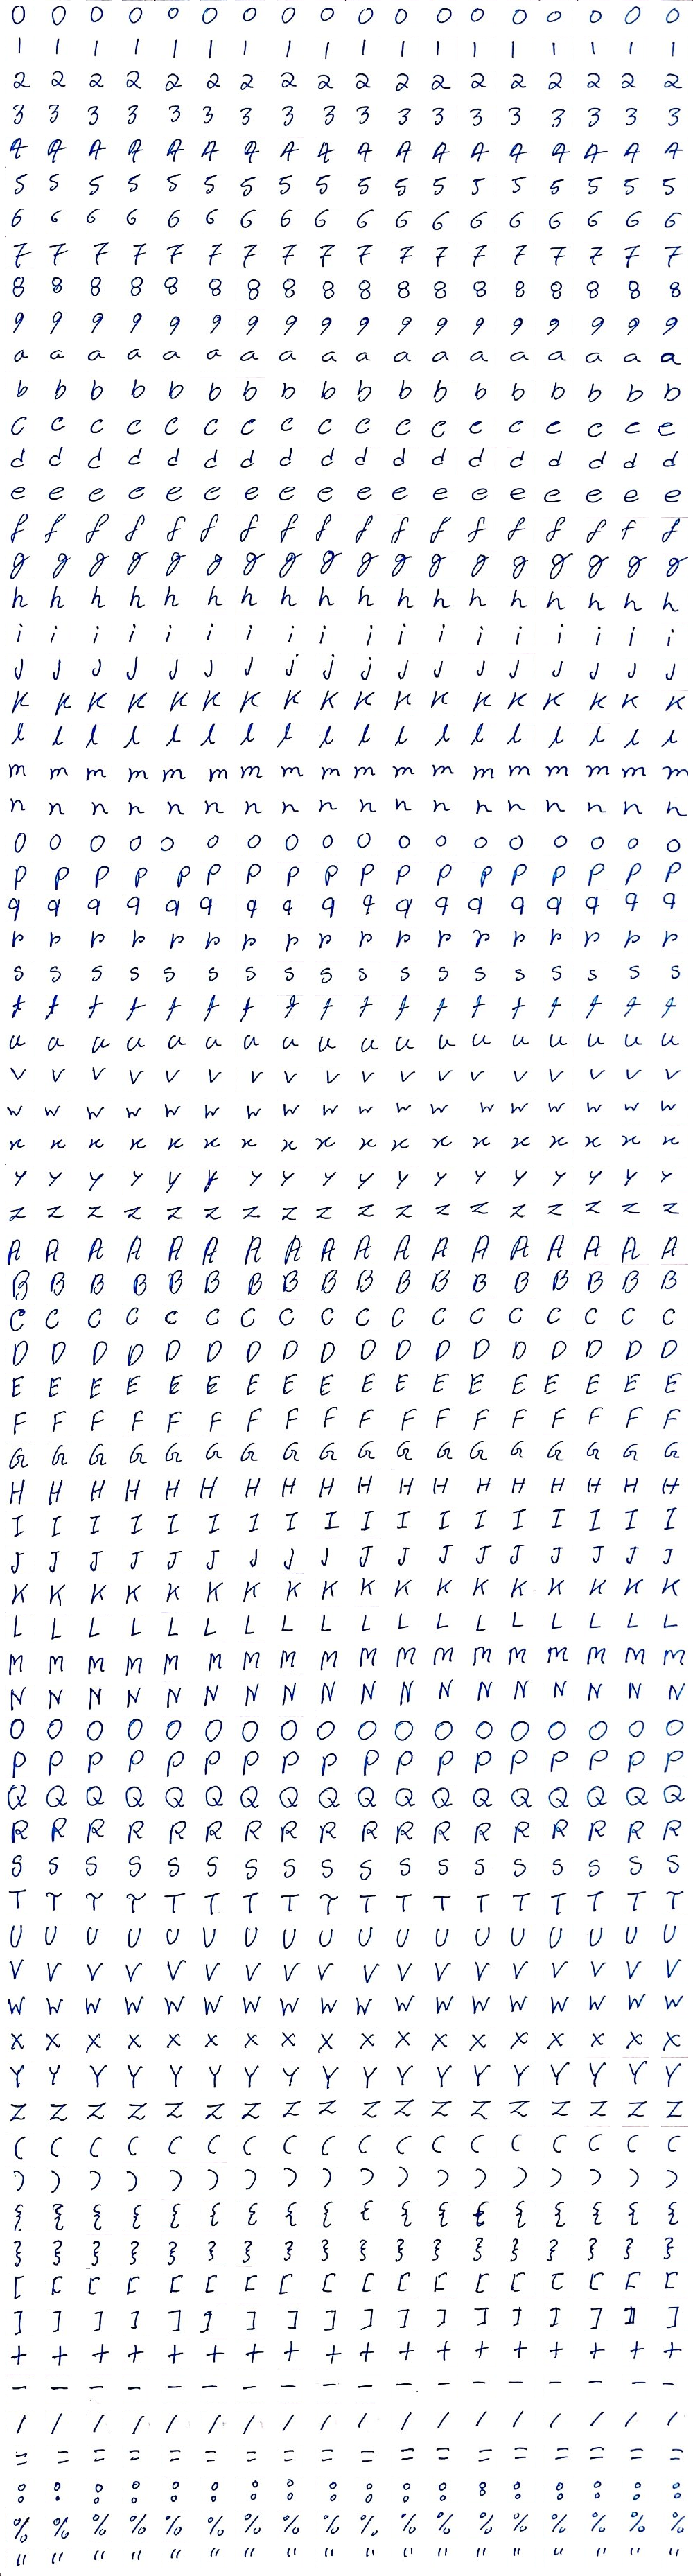 0 0 0 0 0 0 0 0 0 0 0 0 0 0 0 0 0 0
1 1 1 1 1 1 1 1 1 1 1 1 1 1 1 1 1 1
2 2 2 2 2 2 2 2 2 2 2 2 2 2 2 2 2 2
3 3 3 3 3 3 3 3 3 3 3 3 3 3 3 3 3 3
4 4 4 4 4 4 4 4 4 4 4 4 4 4 4 4 4 4
5 5 5 5 5 5 5 5 5 5 5 5 5 5 5 5 5 5
6 6 6 6 6 6 6 6 6 6 6 6 6 6 6 6 6 6
7 7 7 7 7 7 7 7 7 7 7 7 7 7 7 7 7 7
8 8 8 8 8 8 8 8 8 8 8 8 8 8 8 8 8 8
9 9 9 9 9 9 9 9 9 9 9 9 9 9 9 9 9 9
a a a a a a a a a a a a a a a a a a
b b b b b b b b b b b b b b b b b b
c c c c c c c c c c c c c c c c c c
d d d d d d d d d d d d d d d d d d
e e e e e e e e e e e e e e e e e e
f f f f f f f f f f f f f f f f f f
g g g g g g g g g g g g g g g g g g
h h h h h h h h h h h h h h h h h h
i i i i i i i i i i i i i i i i i i
j j j j j j j j j j j j j j j j j j
k k k k k k k k k k k k k k k k k k
l l l l l l l l l l l l l l l l l l
m m m m m m m m m m m m m m m m m m
n n n n n n n n n n n n n n n n n n
o o o o o o o o o o o o o o o o o o
p p p p p p p p p p p p p p p p p p
q q q q q q q q q q q q q q q q q q
r r r r r r r r r r r r r r r r r r
s s s s s s s s s s s s s s s s s s
t t t t t t t t t t t t t t t t t t
u u u u u u u u u u u u u u u u u u
v v v v v v v v v v v v v v v v v v
w w w w w w w w w w w w w w w w w w
x x x x x x x x x x x x x x x x x x
y y y y y y y y y y y y y y y y y y
z z z z z z z z z z z z z z z z z z
A A A A A A A A A A A A A A A A A A
B B B B B B B B B B B B B B B B B B
C C C C C C C C C C C C C C C C C C
D D D D D D D D D D D D D D D D D D
E E E E E E E E E E E E E E E E E E
F F F F F F F F F F F F F F F F F F
G G G G G G G G G G G G G G G G G G
H H H H H H H H H H H H H H H H H H
I I I I I I I I I I I I I I I I I I
J J J J J J J J J J J J J J J J J J
K K K K K K K K K K K K K K K K K K
L L L L L L L L L L L L L L L L L L
M M M M M M M M M M M M M M M M M M
N N N N N N N N N N N N N N N N N N
O O O O O O O O O O O O O O O O O O
P P P P P P P P P P P P P P P P P P
Q Q Q Q Q Q Q Q Q Q Q Q Q Q Q Q Q Q
R R R R R R R R R R R R R R R R R R
S S S S S S S S S S S S S S S S S S
T T T T T T T T T T T T T T T T T T
U U U U U U U U U U U U U U U U U U
V V V V V V V V V V V V V V V V V V
W W W W W W W W W W W W W W W W W W
X X X X X X X X X X X X X X X X X X
Y Y Y Y Y Y Y Y Y Y Y Y Y Y Y Y Y Y
Z Z Z Z Z Z Z Z Z Z Z Z Z Z Z Z Z Z
( ( ( ( ( ( ( ( ( ( ( ( ( ( ( ( ( (
) ) ) ) ) ) ) ) ) ) ) ) ) ) ) ) ) )
{ { { { { { { { { { { { { { { { { {
} } } } } } } } } } } } } } } } } }
[ [ [ [ [ [ [ [ [ [ [ [ [ [ [ [ [ [
] ] ] ] ] ] ] ] ] ] ] ] ] ] ] ] ] ]
+ + + + + + + + + + + + + + + + + +
- - - - - - - - - - - - - - - - - -
/ / / / / / / / / / / / / / / / / /
= = = = = = = = = = = = = = = = = =
: : : : : : : : : : : : : : : : : :
% % % % % % % % % % % % % % % % % %
" " " " " " " " " " " " " " " " " "